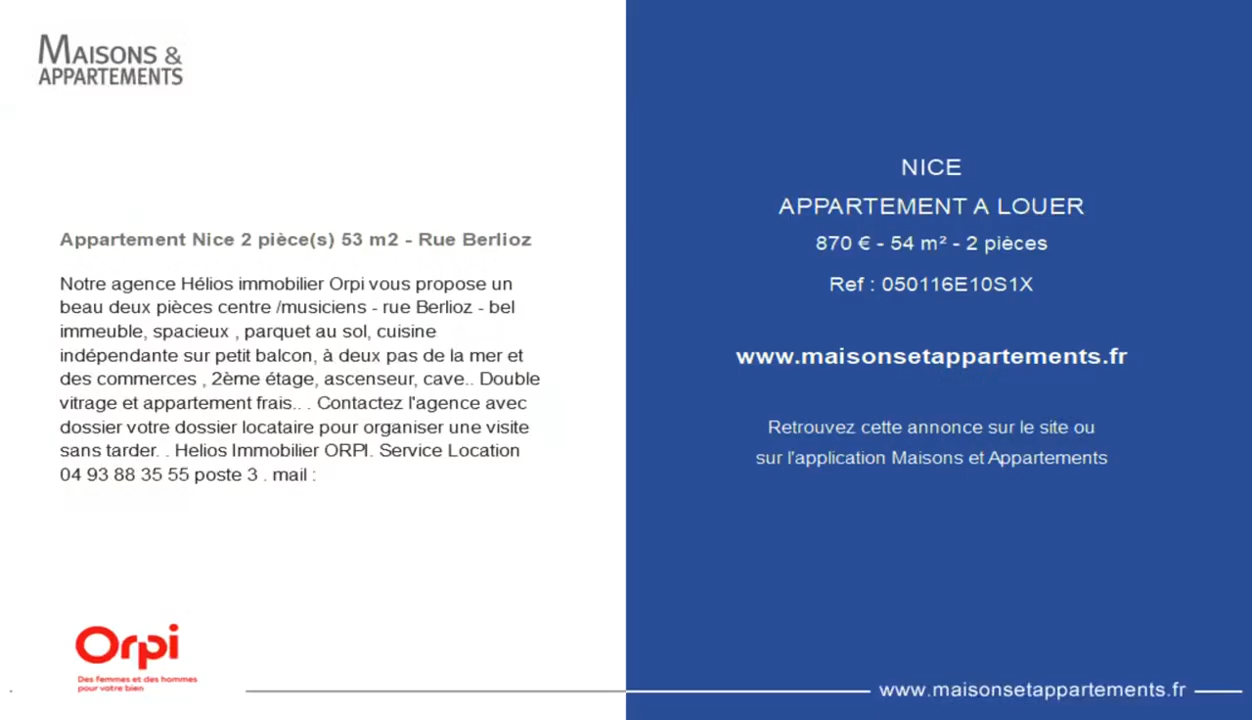 MAISONS &
APPARTEMENTS
Appartement Nice 2 pièce(s) 53 m2 - Rue Berlioz
Notre agence Hélios immobilier Orpi vous propose un
beau deux pièces centre /musiciens - rue Berlioz - bel
immeuble, spacieux , parquet au sol, cuisine
indépendante sur petit balcon, à deux pas de la mer et
des commerces , 2ème étage, ascenseur, cave.. Double
vitrage et appartement frais.. . Contactez l'agence avec
dossier votre dossier locataire pour organiser une visite
sans tarder. . Helios Immobilier ORPI. Service Location
04 93 88 35 55 poste 3 . mail :
Orpi
Des femmes et des hommes
pour votre bien
NICE
APPARTEMENT A LOUER
870 € - 54 m² - 2 pièces
Ref : 050116E10S1X
www.maisonsetappartements.fr
Retrouvez cette annonce sur le site ou
sur l'application Maisons et Appartements
www.maisonsetappartements.fr